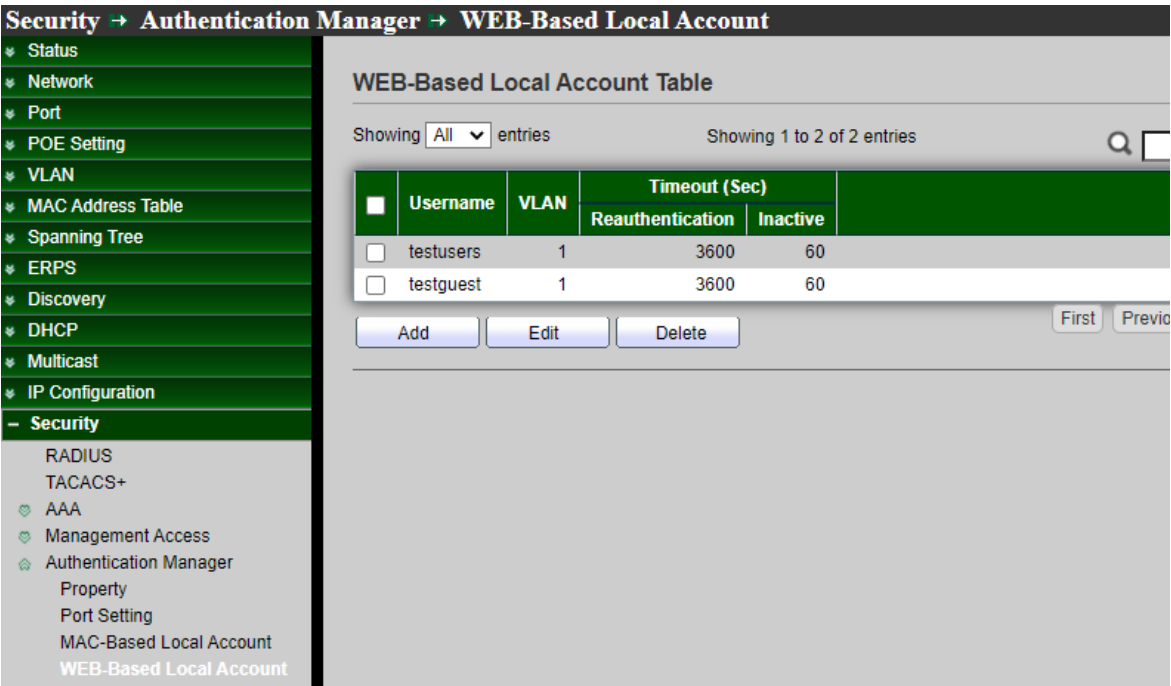 Security → Authentication Manager → WEB-Based Local Account
Status
Network
Port
POE Setting
VLAN
MAC Address Table
Spanning Tree
ERPS
Discovery
DHCP
Multicast
IP Configuration
Security
RADIUS
TACACS+
AAA
Management Access
Authentication Manager
Property
Port Setting
MAC-Based Local Account
WEB-Based Local Account
WEB-Based Local Account Table
Showing All entries Showing 1 to 2 of 2 entries
Username VLAN Timeout (Sec)
Reauthentication Inactive
testusers 1 3600 60
testguest 1 3600 60
Add Edit Delete
First